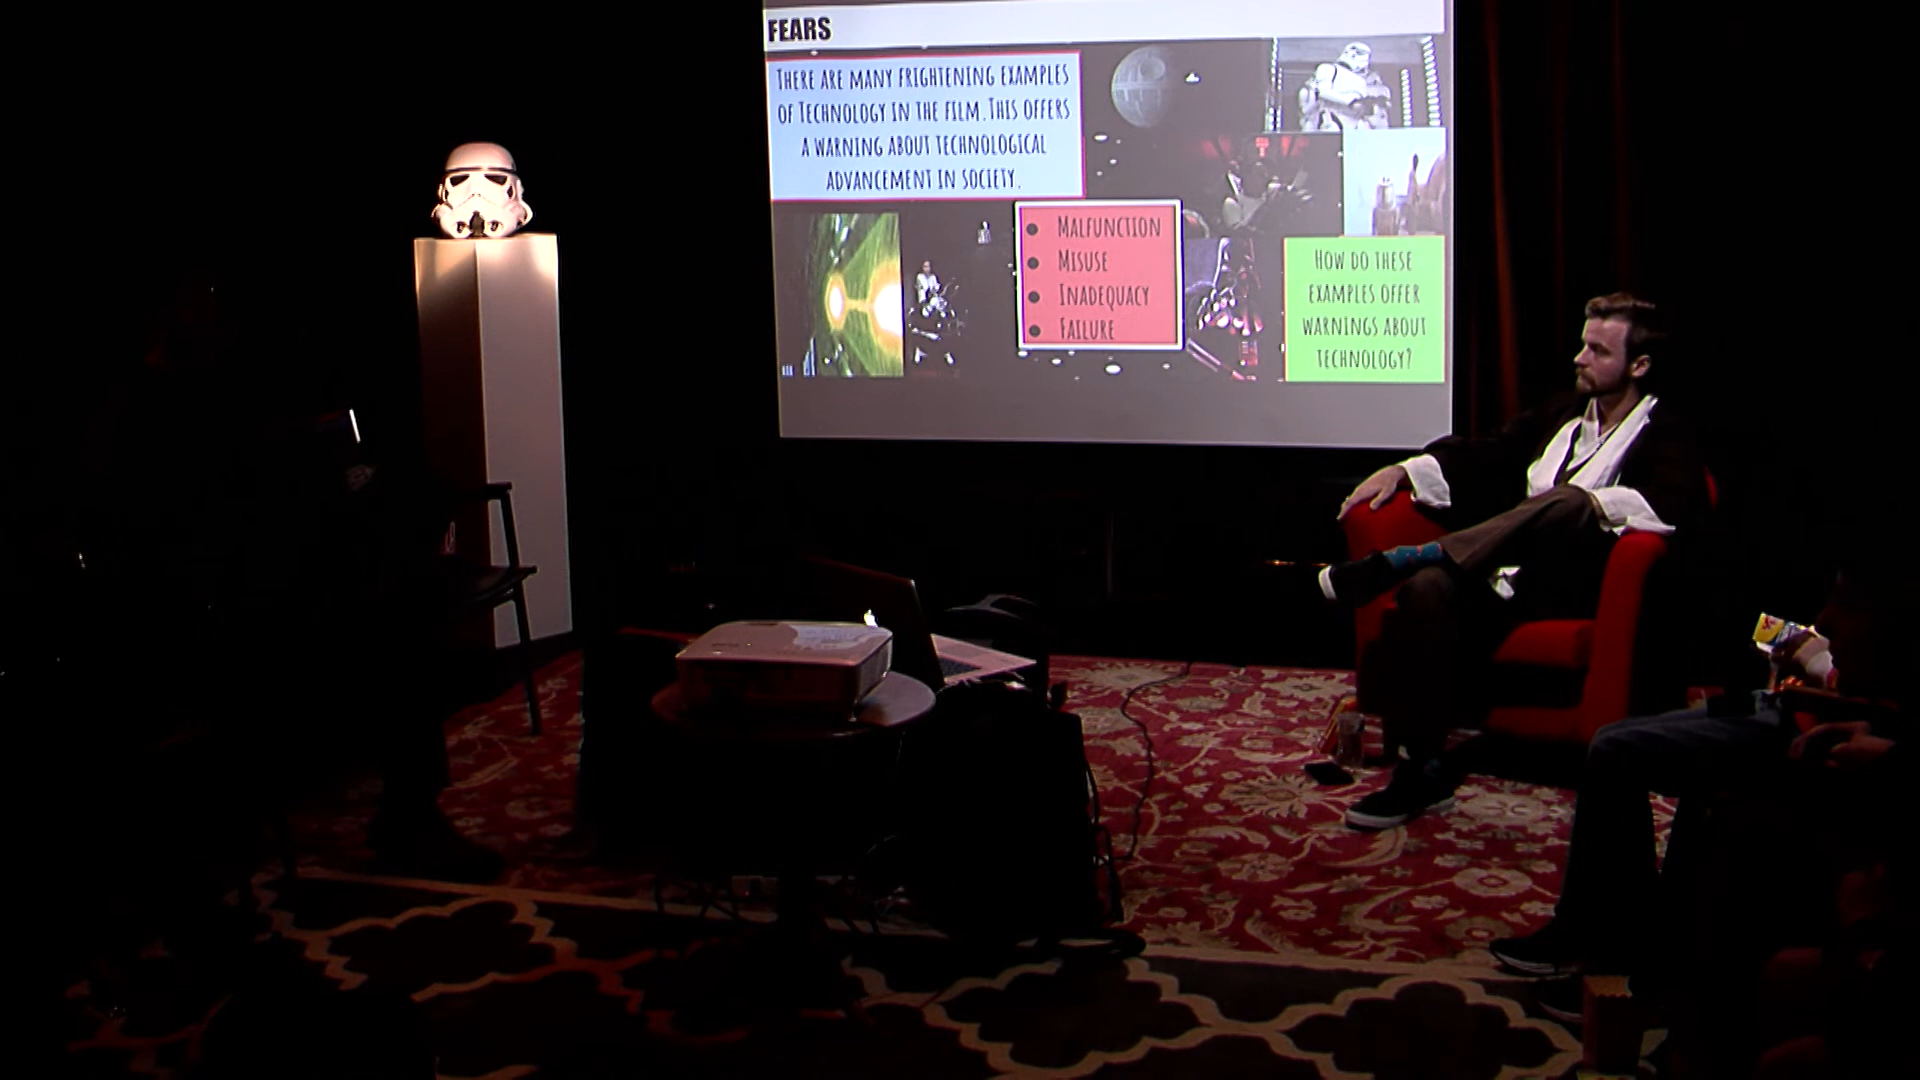 FEARS
THERE ARE MANY FRIGHTENING EXAMPLES
OF TECHNOLOGY IN THE FILM. THIS OFFERS
A WARNING ABOUT TECHNOLOGICAL
ADVANCEMENT IN SOCIETY.
● MALFUNCTION
● MISUSE
● INADEQUACY
● FAILURE
HOW DO THESE
EXAMPLES OFFER
WARNINGS ABOUT
TECHNOLOGY?